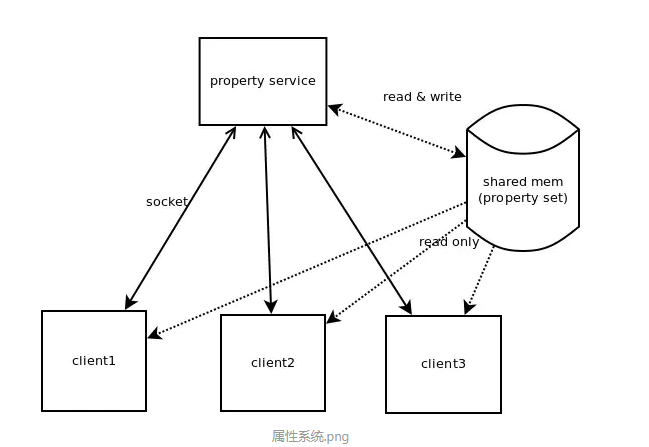 property service
read & write
shared mem
(property set)
socket
read only
client1
client2
client3
属性系统.png